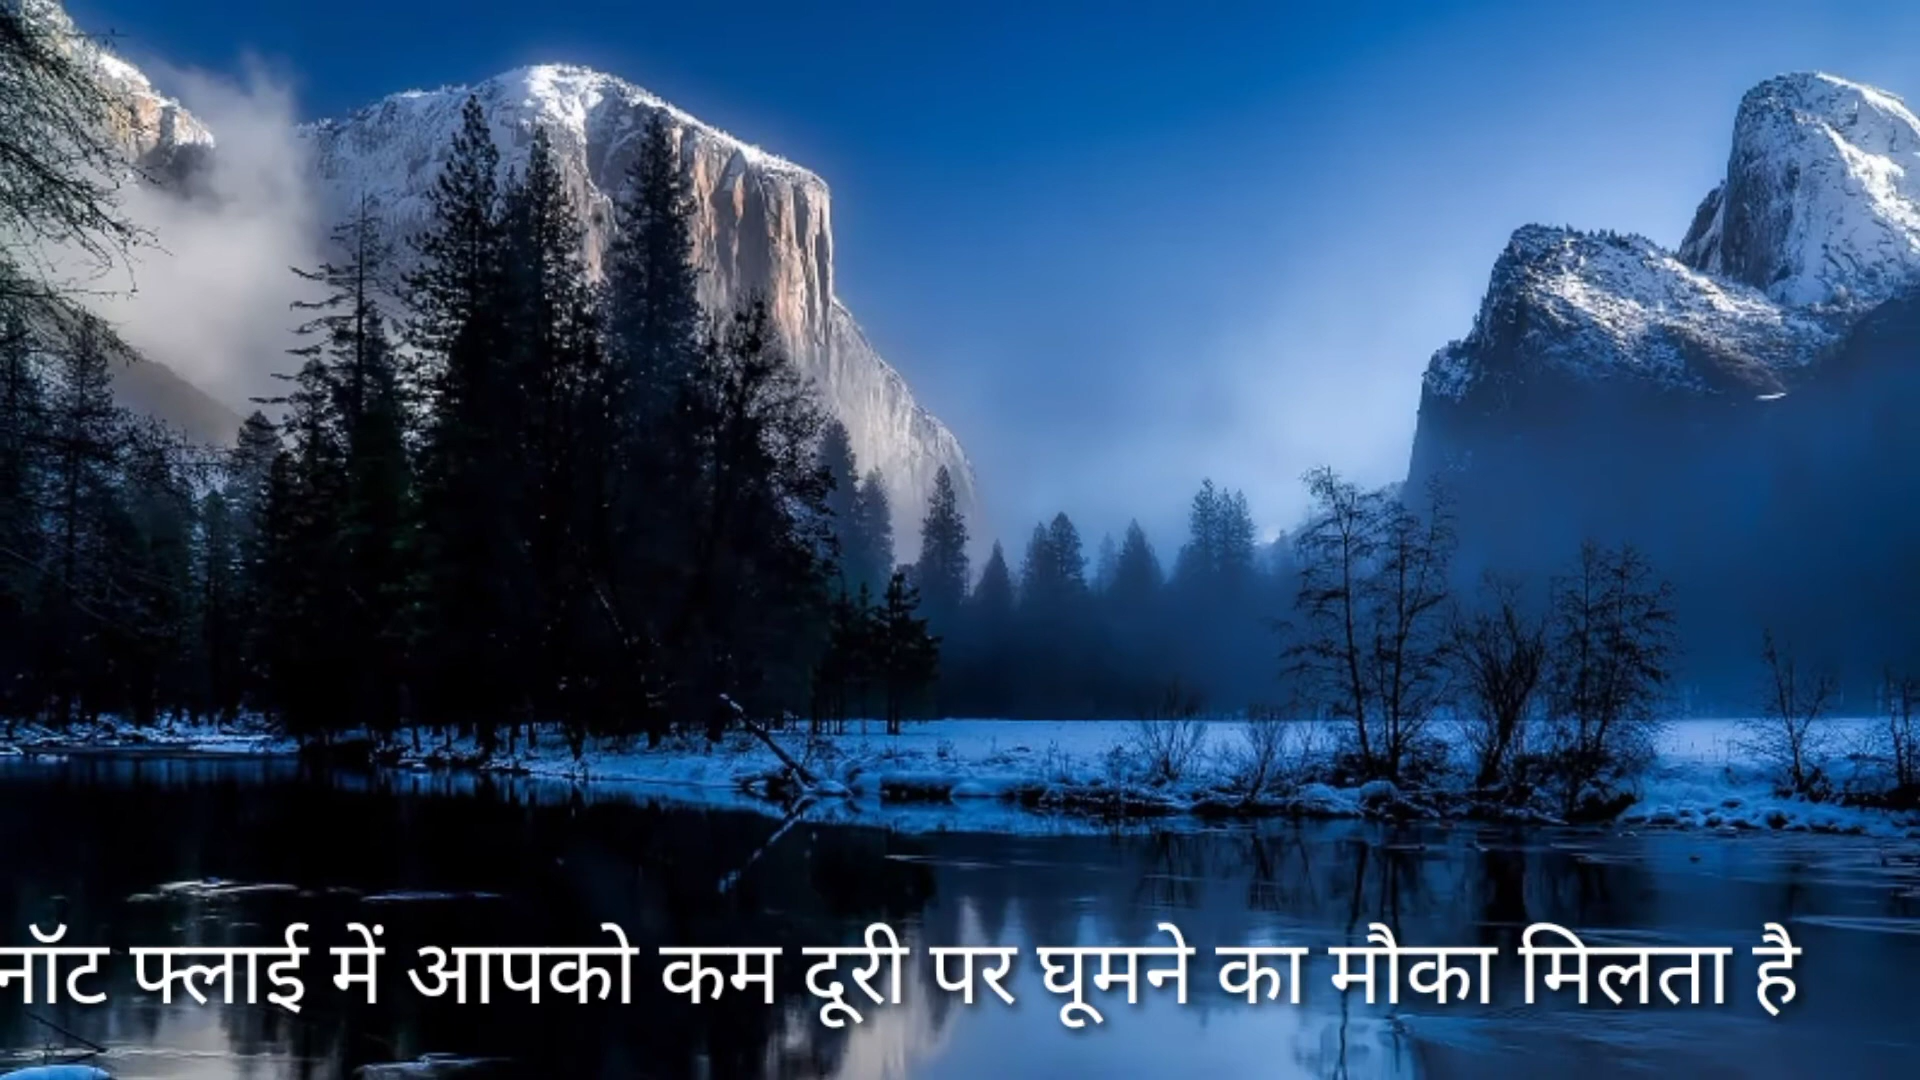 नॉट फ्लाई में आपको कम दूरी पर घूमने का मौका मिलता है